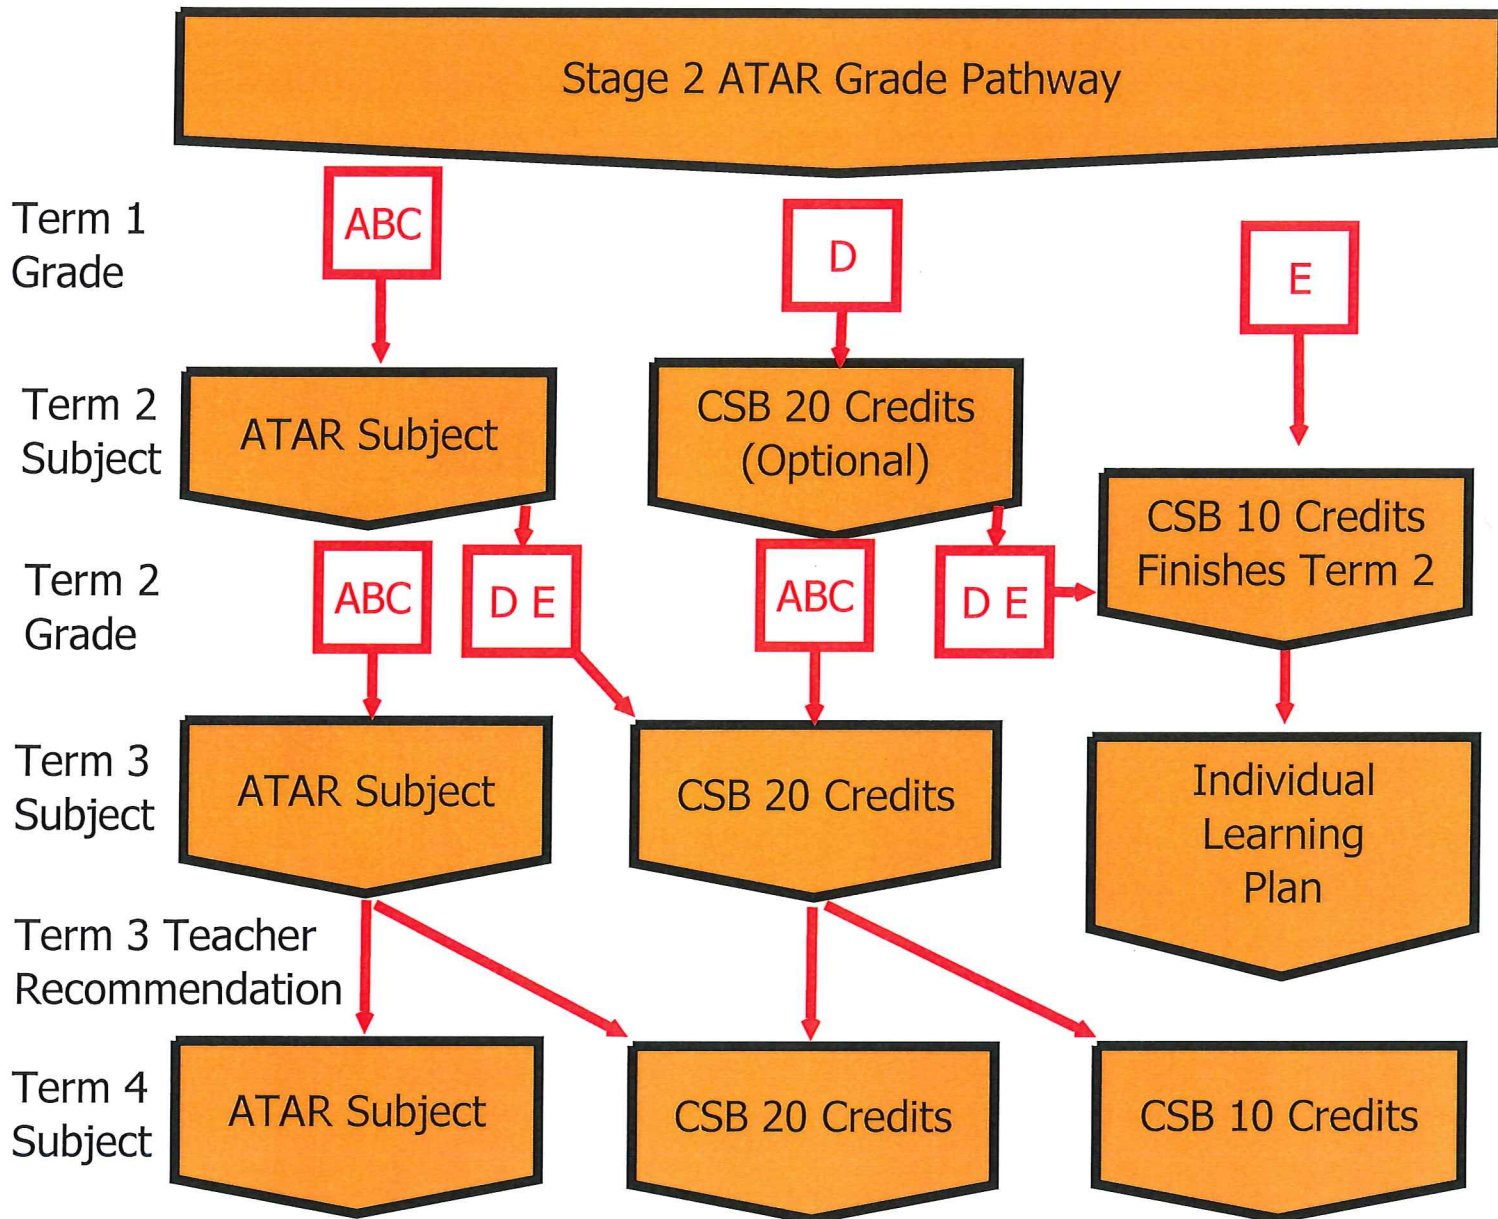 Stage 2 ATAR Grade Pathway
Term 1
Grade
ABC
D
E
Term 2
Subject
ATAR Subject
CSB 20 Credits
(Optional)
CSB 10 Credits
Finishes Term 2
Term 2
Grade
ABC
D E
ABC
D E
Term 3
Subject
ATAR Subject
CSB 20 Credits
Individual
Learning
Plan
Term 3 Teacher
Recommendation
Term 4
Subject
ATAR Subject
CSB 20 Credits
CSB 10 Credits